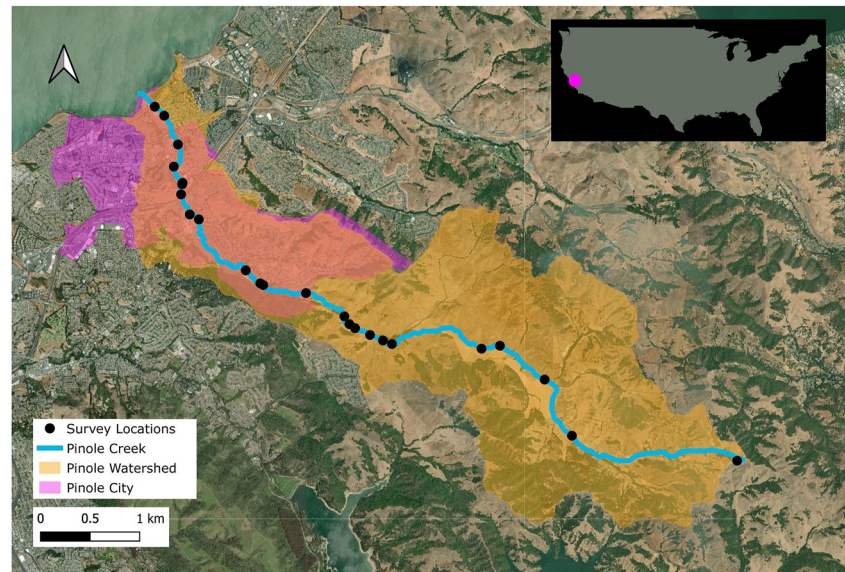 Survey Locations
Pinole Creek
Pinole Watershed
Pinole City
0 0.5 1 km